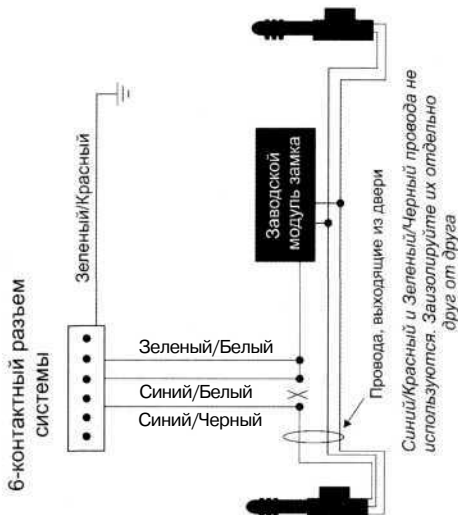 6-контактный разъем
системы
Зеленый/Красный
Зеленый/Белый
Синий/Белый
Синий/Черный
Заводской
модуль замка
Провода, выходящие из двери
Синий/Красный и Зеленый/Черный провода не
используются. Заизолируйте их отдельно
друг от друга